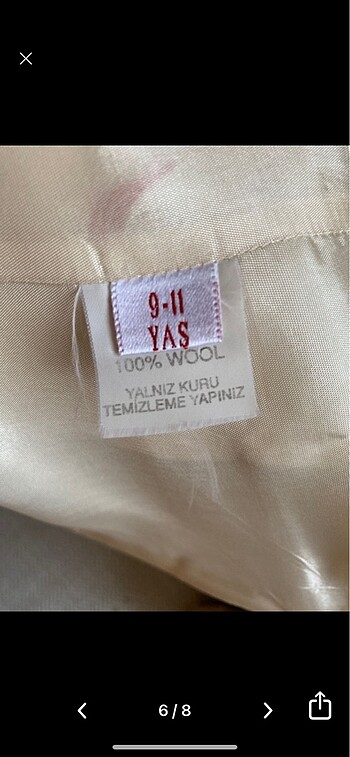 9-11
YAŞ
100% WOOL
YALNIZ KURU
TEMİZLEME YAPINIZ
6/8